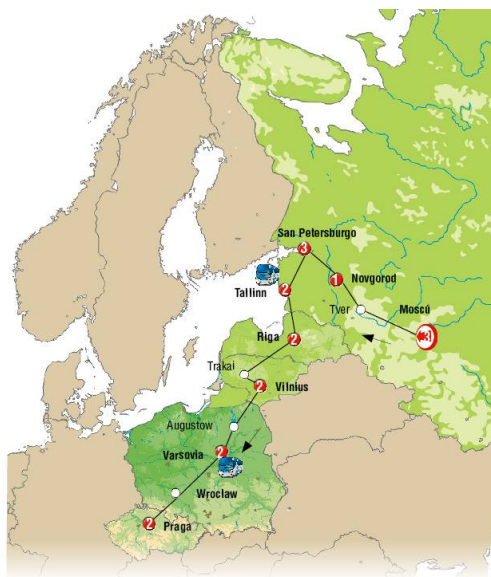 San Petersburgo
3
1
Novgorod
Tallinn
2
Tver
Moscú
3
Riga
2
Trakai
2
Vilnius
Augustow
Varsovia
2
Wroclaw
2
Praga